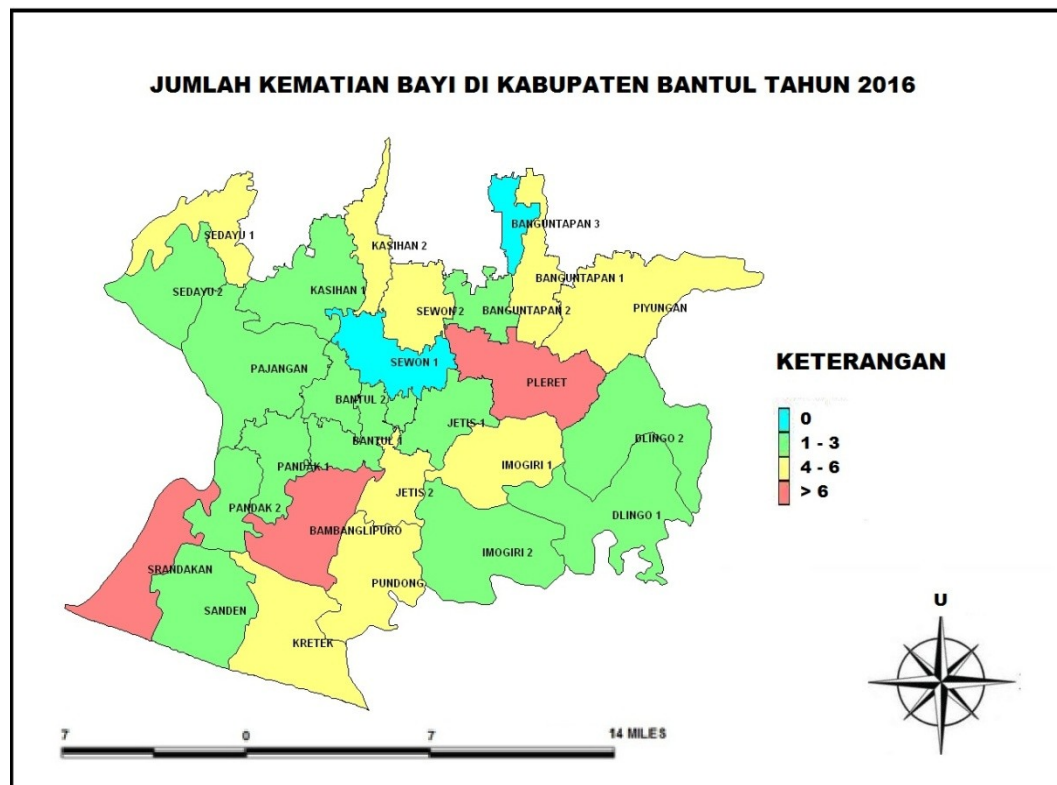 JUMLAH KEMATIAN BAYI DI KABUPATEN BANTUL TAHUN 2016
SEDAYU 1
KASIHAN 2
BANGUNTAPAN 3
SEDAYU 2
KASIHAN 1
BANGUNTAPAN 1
SEWON 2
BANGUNTAPAN 2
PIYUNGAN
SEWON 1
PAJANGAN
PLERET
BANTUL 2
JETIS 1
BANTUL 1
DLINGO 2
PANDAK 1
IMOGIRI 1
JETIS 2
PANDAK 2
DLINGO 1
BAMBANGLIPURO
IMOGIRI 2
SRANDAKAN
PUNDONG
SANDEN
KRETEK
KETERANGAN
0
1 - 3
4 - 6
> 6
U
7 0 7 14 MILES